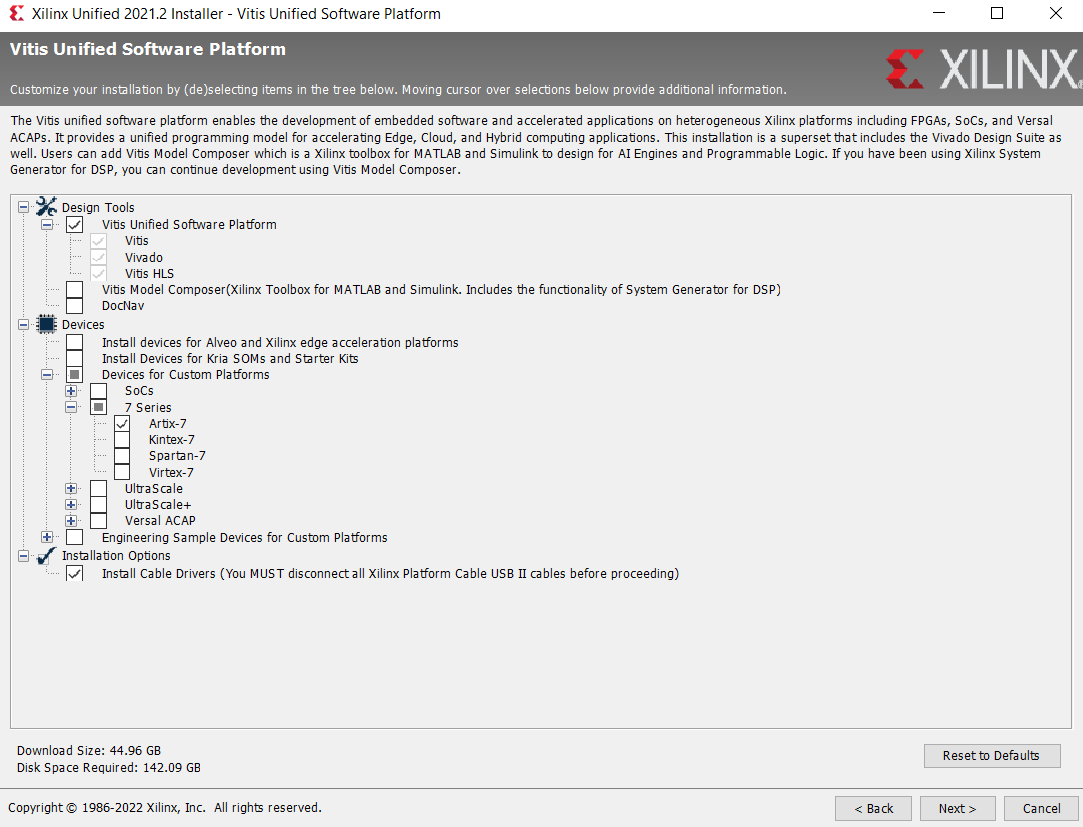 Xilinx Unified 2021.2 Installer - Vitis Unified Software Platform
Vitis Unified Software Platform
Customize your installation by (de)selecting items in the tree below. Moving cursor over selections below provide additional information.
XILINX
The Vitis unified software platform enables the development of embedded software and accelerated applications on heterogeneous Xilinx platforms including FPGAs, SoCs, and Versal
ACAPs. It provides a unified programming model for accelerating Edge, Cloud, and Hybrid computing applications. This installation is a superset that includes the Vivado Design Suite as
well. Users can add Vitis Model Composer which is a Xilinx toolbox for MATLAB and Simulink to design for AI Engines and Programmable Logic. If you have been using Xilinx System
Generator for DSP, you can continue development using Vitis Model Composer.
Design Tools
Vitis Unified Software Platform
Vitis
Vivado
Vitis HLS
Vitis Model Composer(Xilinx Toolbox for MATLAB and Simulink. Includes the functionality of System Generator for DSP)
DocNav
Devices
Install devices for Alveo and Xilinx edge acceleration platforms
Install Devices for Kria SOMs and Starter Kits
Devices for Custom Platforms
SoCs
7 Series
Artix-7
Kintex-7
Spartan-7
Virtex-7
UltraScale
UltraScale+
Versal ACAP
Engineering Sample Devices for Custom Platforms
Installation Options
Install Cable Drivers (You MUST disconnect all Xilinx Platform Cable USB II cables before proceeding)
Download Size: 44.96 GB
Disk Space Required: 142.09 GB
Reset to Defaults
Copyright © 1986-2022 Xilinx, Inc.  All rights reserved.
< Back
Next >
Cancel